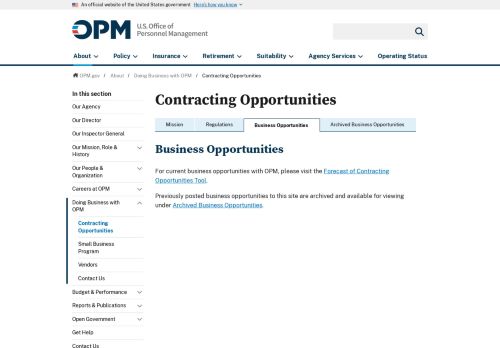 An official website of the United States government Here's how you know
OPM U.S. Office of
Personnel Management
About Policy Insurance Retirement Suitability Agency Services Operating Status
OPM.gov / About / Doing Business with OPM / Contracting Opportunities
In this section
Our Agency
Our Director
Our Inspector General
Our Mission, Role &
History
Our People &
Organization
Careers at OPM
Doing Business with
OPM
Contracting
Opportunities
Small Business
Program
Vendors
Contact Us
Budget & Performance
Reports & Publications
Open Government
Get Help
Contact Us
Contracting Opportunities
Mission Regulations Business Opportunities Archived Business Opportunities
Business Opportunities
For current business opportunities with OPM, please visit the Forecast of Contracting
Opportunities Tool.
Previously posted business opportunities to this site are archived and available for viewing
under Archived Business Opportunities.